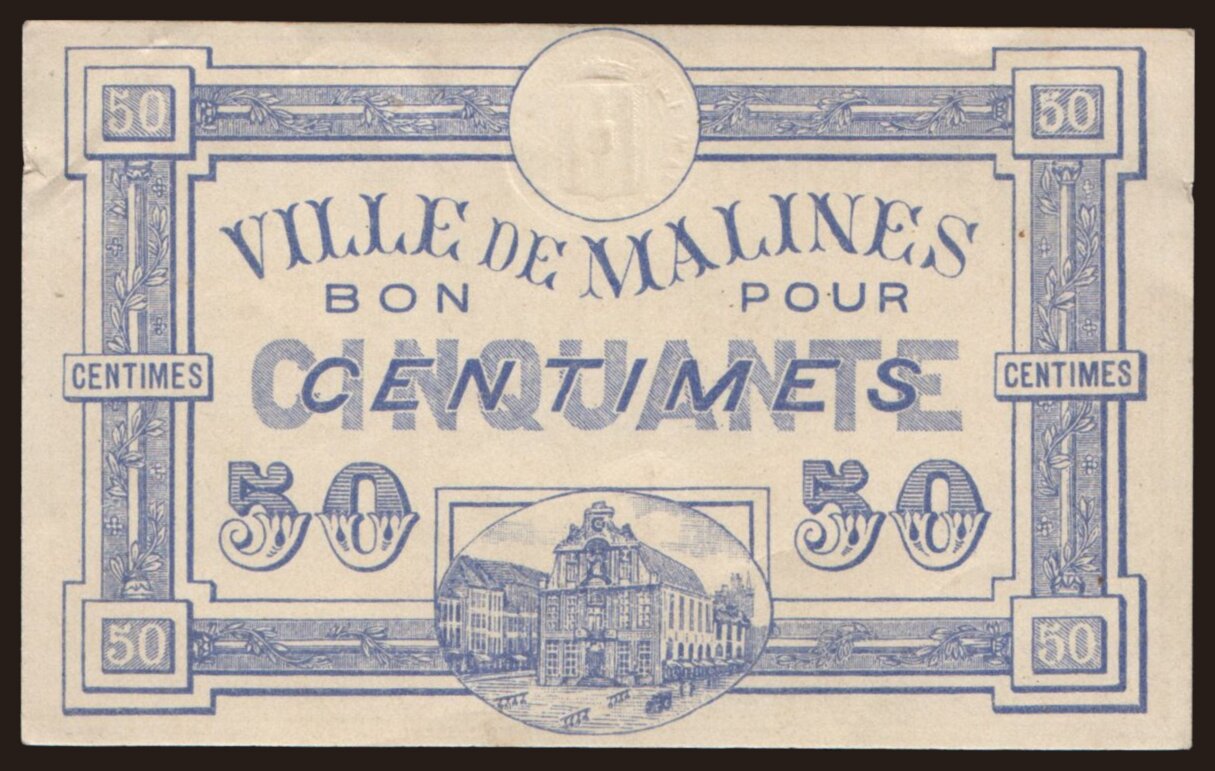 50 50
VILLE DE MALINES
BON POUR
CINQUANTE
CENTIMES
CENTIMES CENTIMES
50 50
50 50